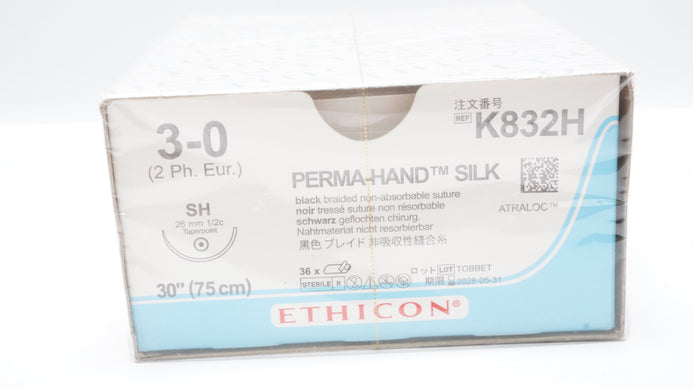 3-0
(2 Ph. Eur.)
SH
26 mm 1/2c
Taperpoint
30" (75 cm)
注文番号
REF K832H
PERMA-HAND™ SILK
black braided non-absorbable suture
noir tressé suture non résorbable
schwarz geflochten chirurg.
Nahtmaterial nicht resorbierbar
黒色 ブレイド 非吸収性縫合糸
ATRALOC™
36 x
STERILE R
ロット LOT TGBBET
期限 2028-05-31
ETHICON®